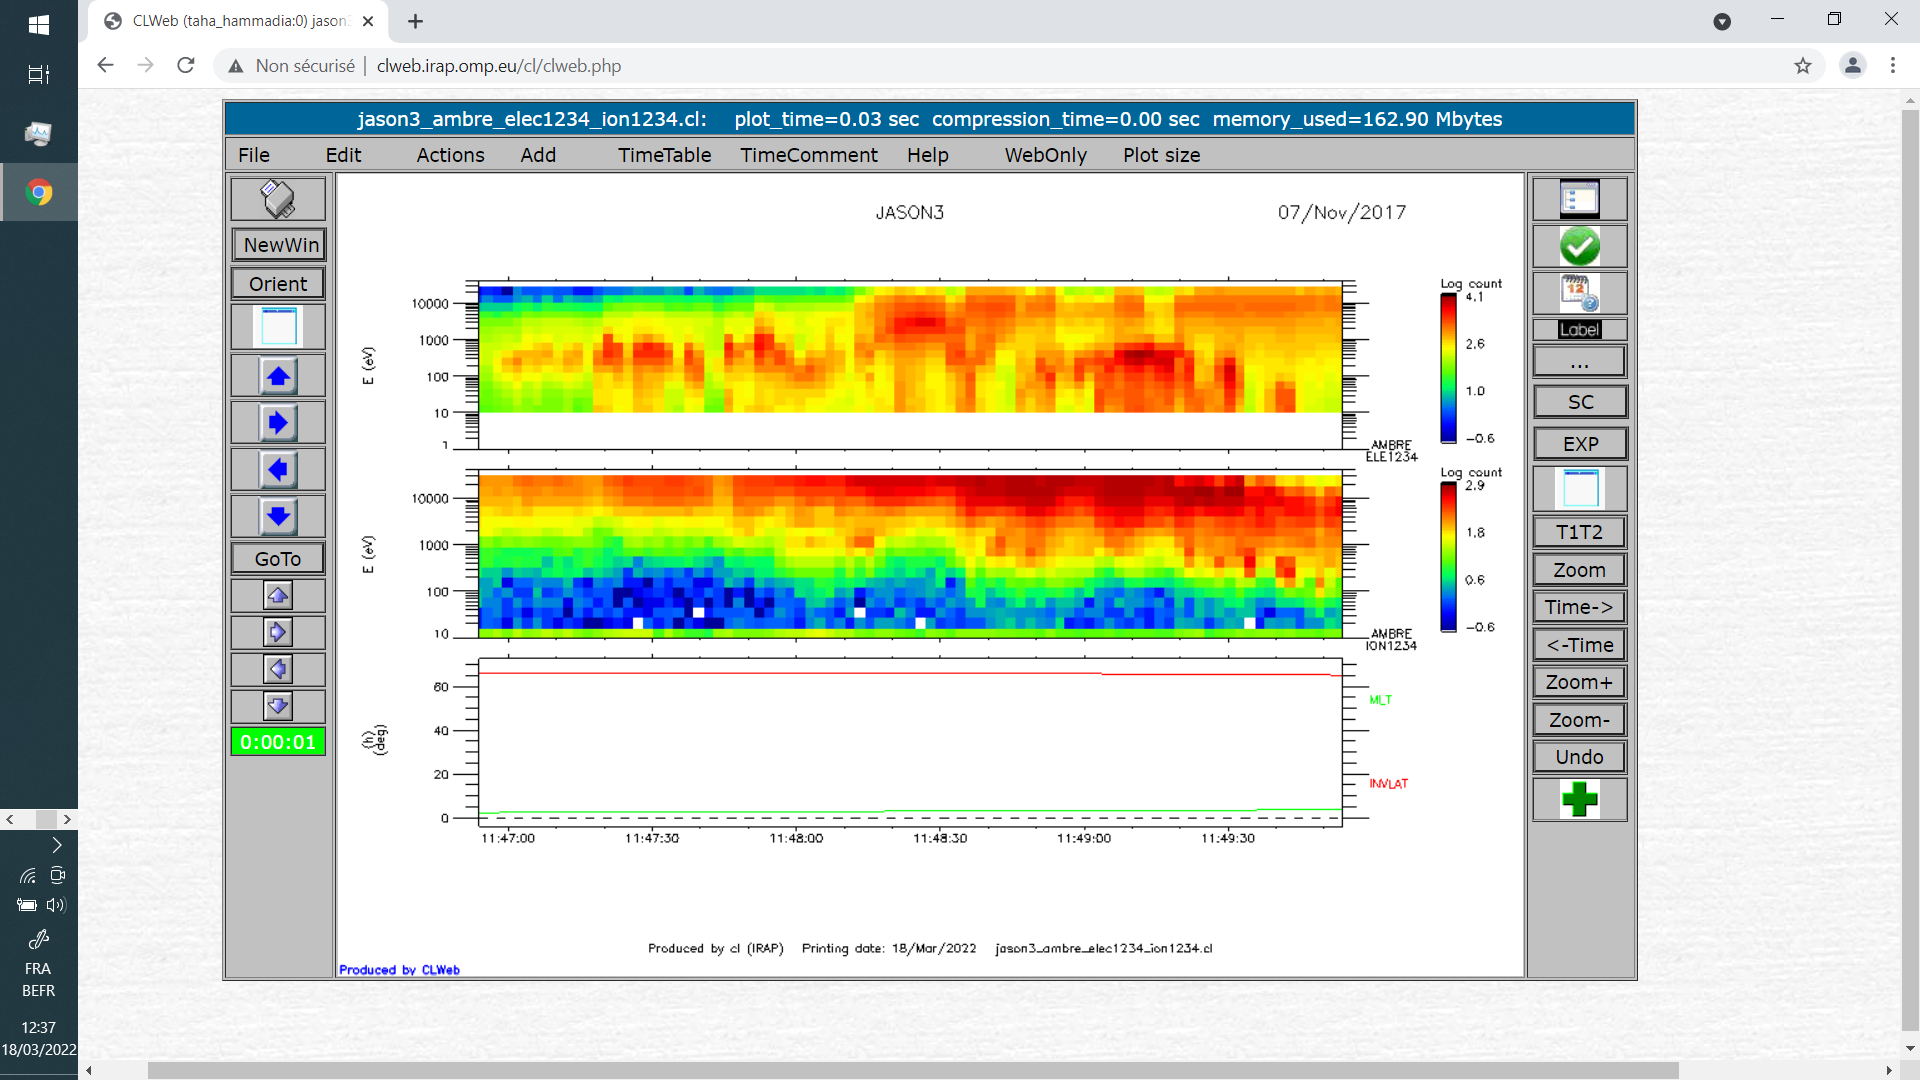 CLWeb (taha_hammadia:0) jason3
Non sécurisé | clweb.irap.omp.eu/cl/clweb.php
jason3_ambre_elec1234_ion1234.cl: plot_time=0.03 sec compression_time=0.00 sec memory_used=162.90 Mbytes
File Edit Actions Add TimeTable TimeComment Help WebOnly Plot size
NewWin
Orient
GoTo
0:00:01
JASON3
07/Nov/2017
E (eV)
10000
1000
100
10
1
AMBRE
ELE1234
Log count
4.1
2.6
1.0
-0.6
E (eV)
10000
1000
100
10
AMBRE
ION1234
Log count
2.9
1.8
0.6
-0.6
(h)
(deg)
60
40
20
0
MLT
INVLAT
11:47:00 11:47:30 11:48:00 11:48:30 11:49:00 11:49:30
Produced by cl (IRAP) Printing date: 18/Mar/2022 jason3_ambre_elec1234_ion1234.cl
Produced by CLWeb
12
Label
...
SC
EXP
T1T2
Zoom
Time->
<-Time
Zoom+
Zoom-
Undo
FRA
BEFR
12:37
18/03/2022